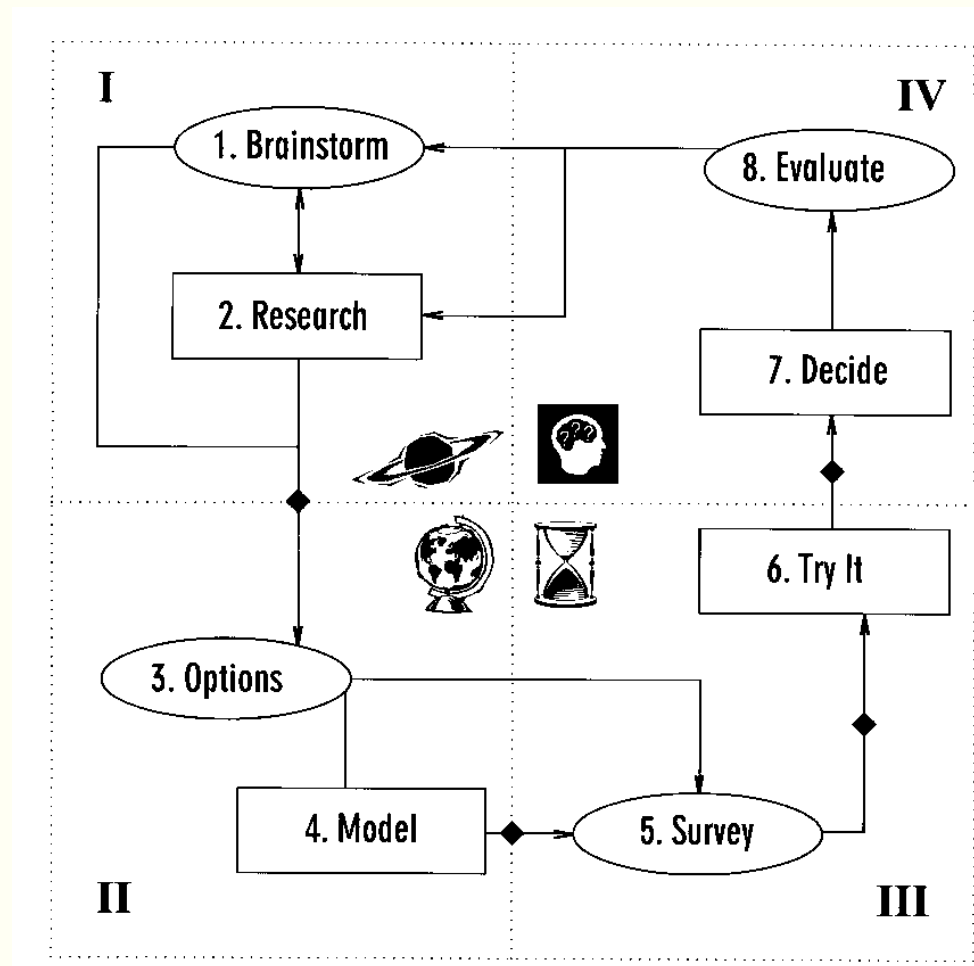 I
IV
1. Brainstorm
8. Evaluate
2. Research
7. Decide
6. Try It
3. Options
4. Model
5. Survey
II
III